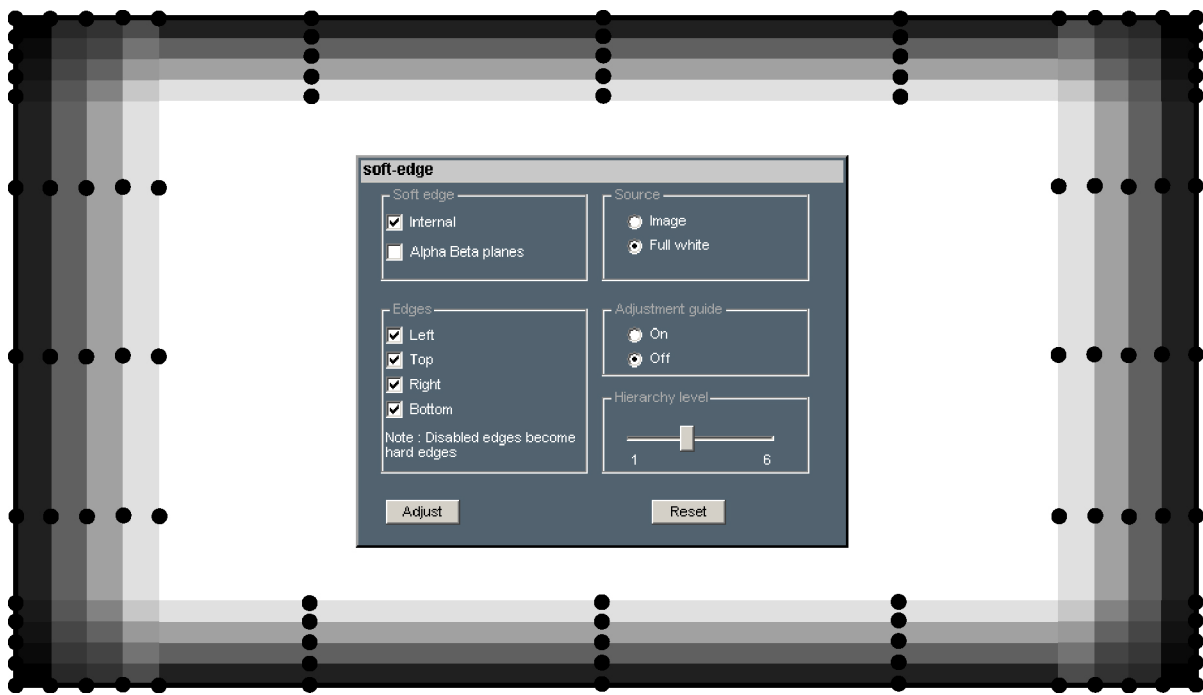 soft-edge
Soft edge
Internal
Alpha Beta planes
Source
Image
Full white
Edges
Left
Top
Right
Bottom
Note : Disabled edges become
hard edges
Adjustment guide
On
Off
Hierarchy level
1 6
Adjust
Reset